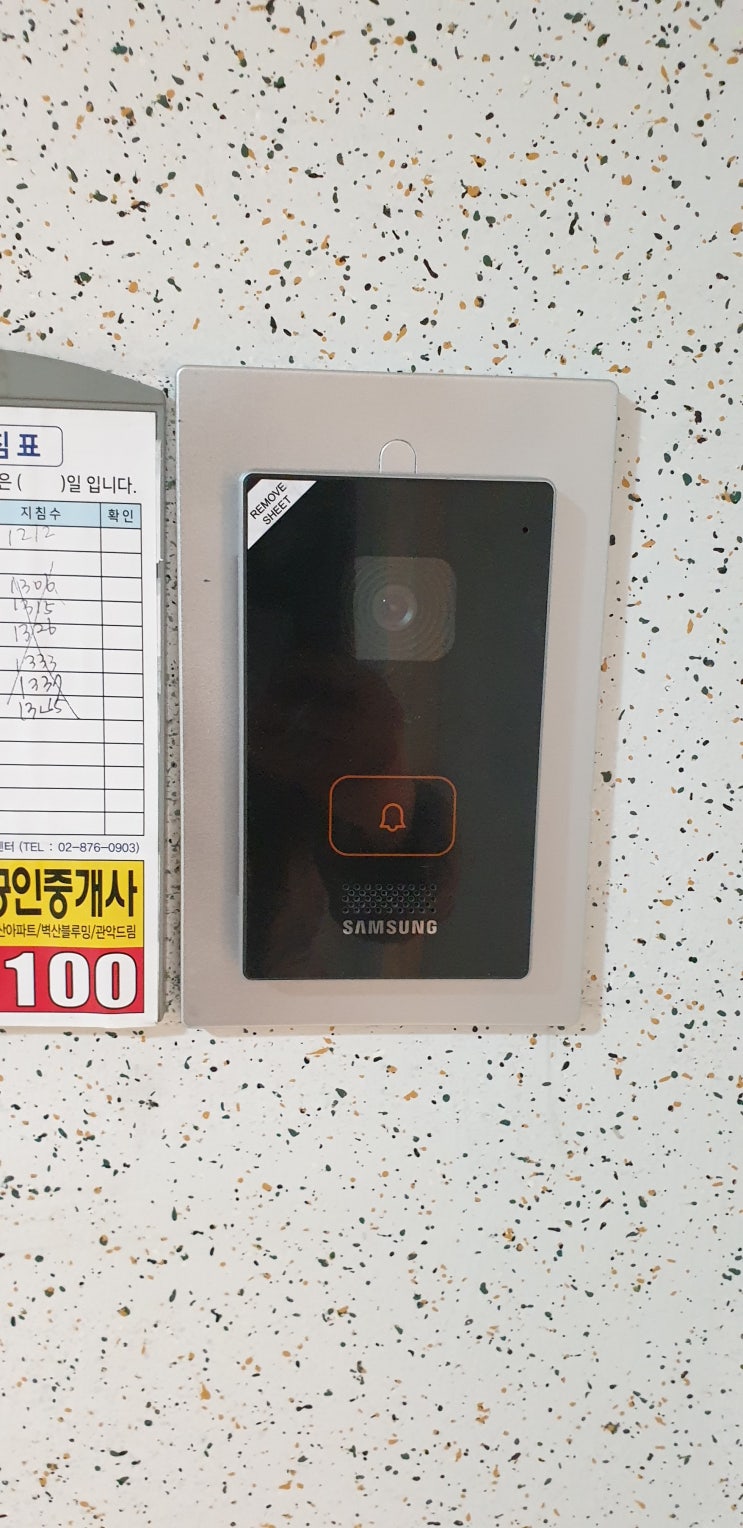 침표
은 ( )일 입니다.
지침수 확인
1212
1306
1315
1326
1333
1337
1345
센터 (TEL : 02-876-0903)
공인중개사
산아파트/벽산블루밍/관악드림
100
REMOVE
SHEET
SAMSUNG